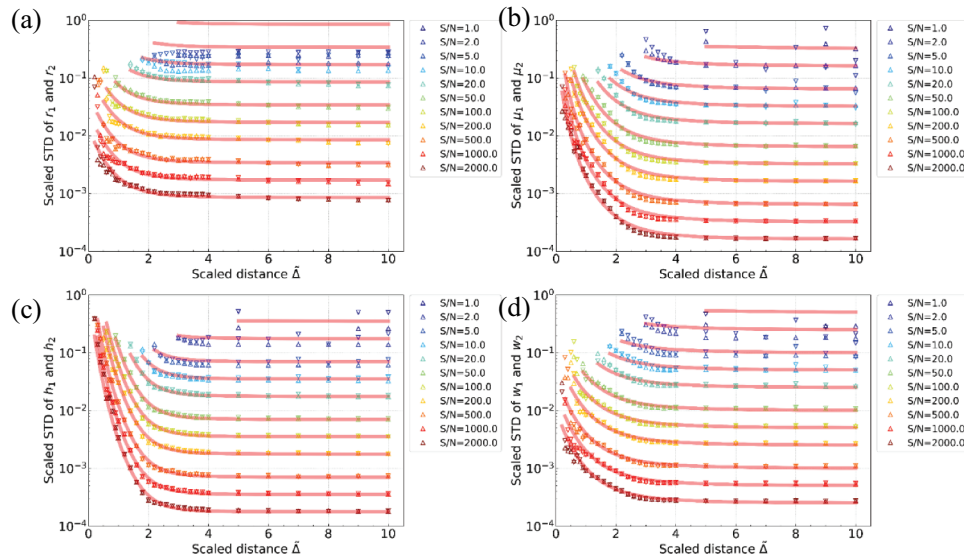 (a)
Scaled STD of r₁ and r₂
10⁰
10⁻¹
10⁻²
10⁻³
10⁻⁴
0 2 4 6 8 10
Scaled distance Δ̃
S/N=1.0
S/N=2.0
S/N=5.0
S/N=10.0
S/N=20.0
S/N=50.0
S/N=100.0
S/N=200.0
S/N=500.0
S/N=1000.0
S/N=2000.0
(b)
Scaled STD of μ₁ and μ₂
10⁰
10⁻¹
10⁻²
10⁻³
10⁻⁴
0 2 4 6 8 10
Scaled distance Δ̃
S/N=1.0
S/N=2.0
S/N=5.0
S/N=10.0
S/N=20.0
S/N=50.0
S/N=100.0
S/N=200.0
S/N=500.0
S/N=1000.0
S/N=2000.0
(c)
Scaled STD of h₁ and h₂
10⁰
10⁻¹
10⁻²
10⁻³
10⁻⁴
0 2 4 6 8 10
Scaled distance Δ̃
S/N=1.0
S/N=2.0
S/N=5.0
S/N=10.0
S/N=20.0
S/N=50.0
S/N=100.0
S/N=200.0
S/N=500.0
S/N=1000.0
S/N=2000.0
(d)
Scaled STD of w₁ and w₂
10⁰
10⁻¹
10⁻²
10⁻³
10⁻⁴
0 2 4 6 8 10
Scaled distance Δ̃
S/N=1.0
S/N=2.0
S/N=5.0
S/N=10.0
S/N=20.0
S/N=50.0
S/N=100.0
S/N=200.0
S/N=500.0
S/N=1000.0
S/N=2000.0